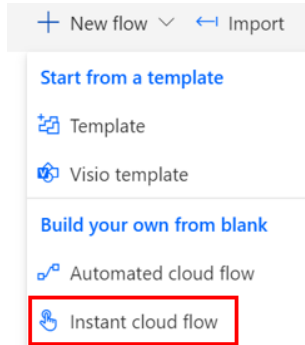 New flow Import
Start from a template
Template
Visio template
Build your own from blank
Automated cloud flow
Instant cloud flow